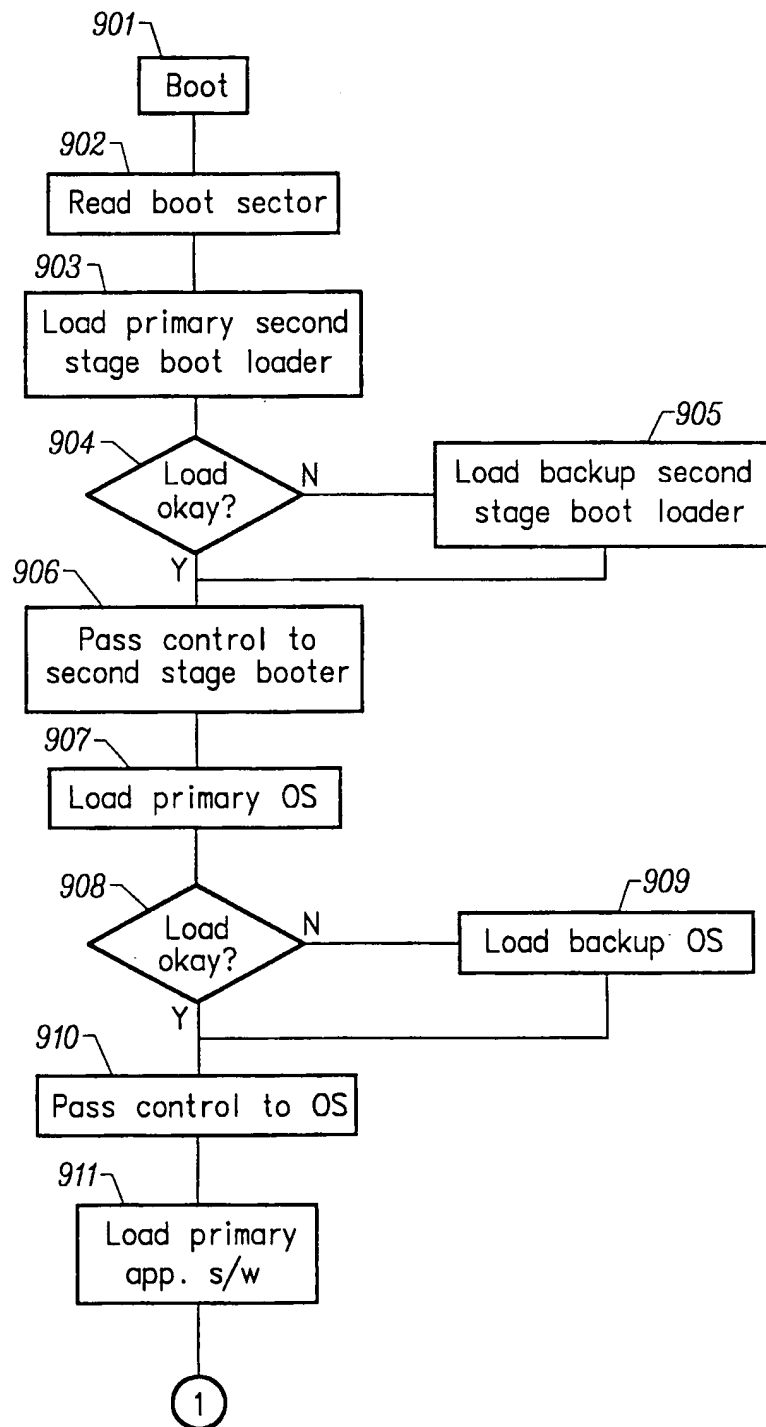 901
Boot
902
Read boot sector
903
Load primary second
stage boot loader
904
Load
okay?
N
Y
905
Load backup second
stage boot loader
906
Pass control to
second stage booter
907
Load primary OS
908
Load
okay?
N
Y
909
Load backup OS
910
Pass control to OS
911
Load primary
app. s/w
1